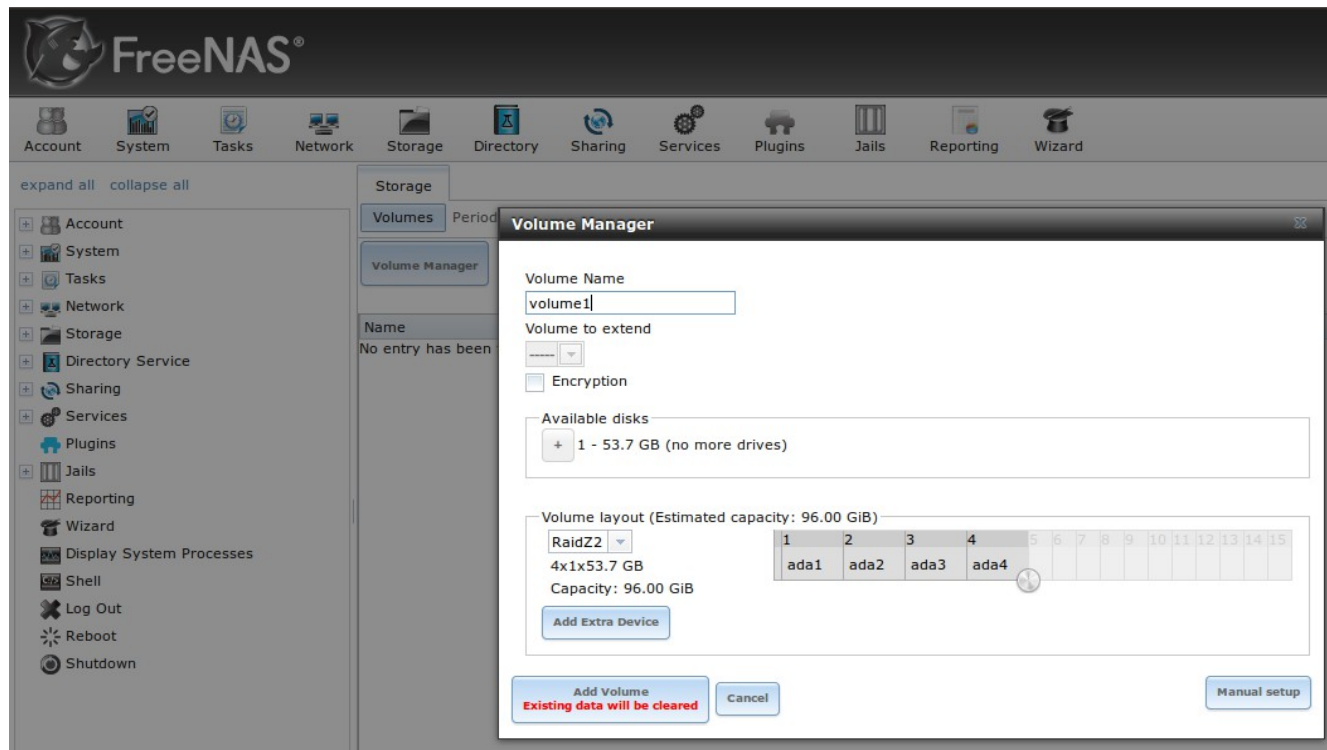 FreeNAS®
Account System Tasks Network Storage Directory Sharing Services Plugins Jails Reporting Wizard
expand all collapse all
Account
System
Tasks
Network
Storage
Directory Service
Sharing
Services
Plugins
Jails
Reporting
Wizard
Display System Processes
Shell
Log Out
Reboot
Shutdown
Storage
Volumes Period
Volume Manager
Name
No entry has been
Volume Manager
Volume Name
volume1
Volume to extend
-----
Encryption
Available disks
+ 1 - 53.7 GB (no more drives)
Volume layout (Estimated capacity: 96.00 GiB)
RaidZ2
4x1x53.7 GB
Capacity: 96.00 GiB
1 2 3 4 5 6 7 8 9 10 11 12 13 14 15
ada1 ada2 ada3 ada4
Add Extra Device
Add Volume
Existing data will be cleared
Cancel
Manual setup